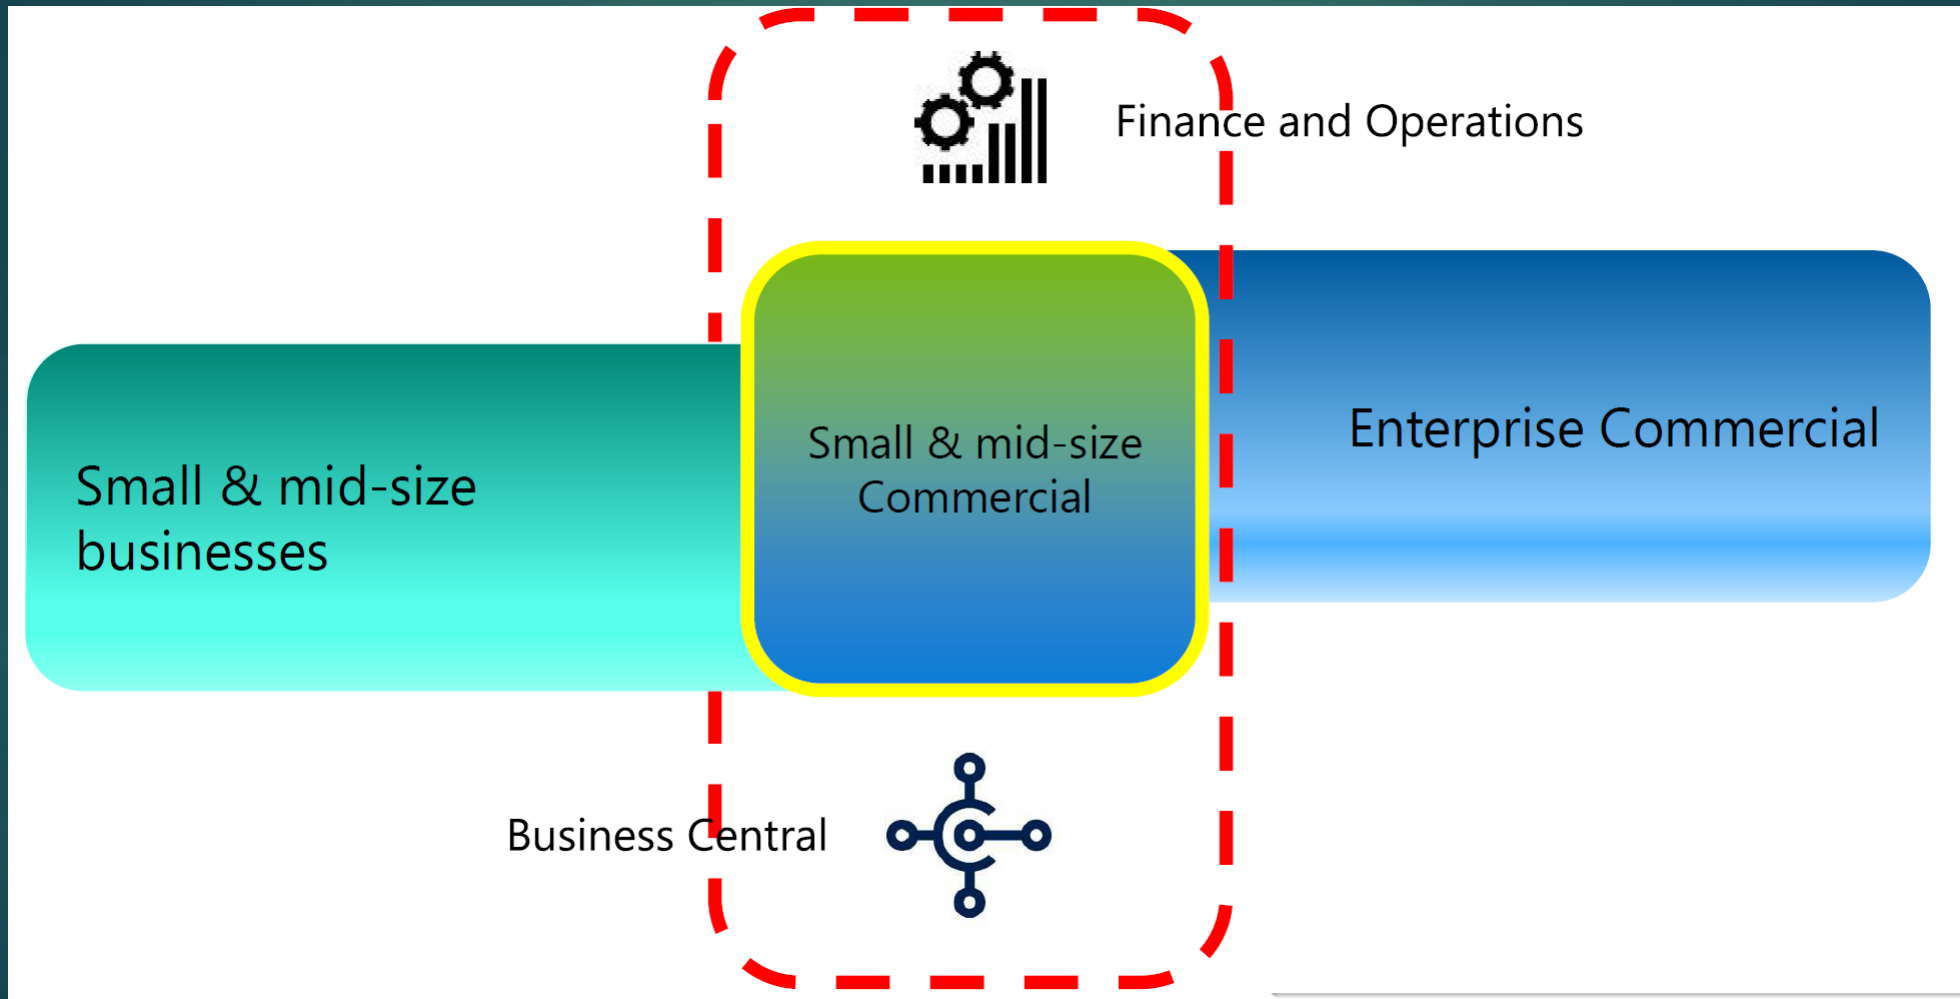 Finance and Operations
Small & mid-size
Commercial
Enterprise Commercial
Small & mid-size
businesses
Business Central